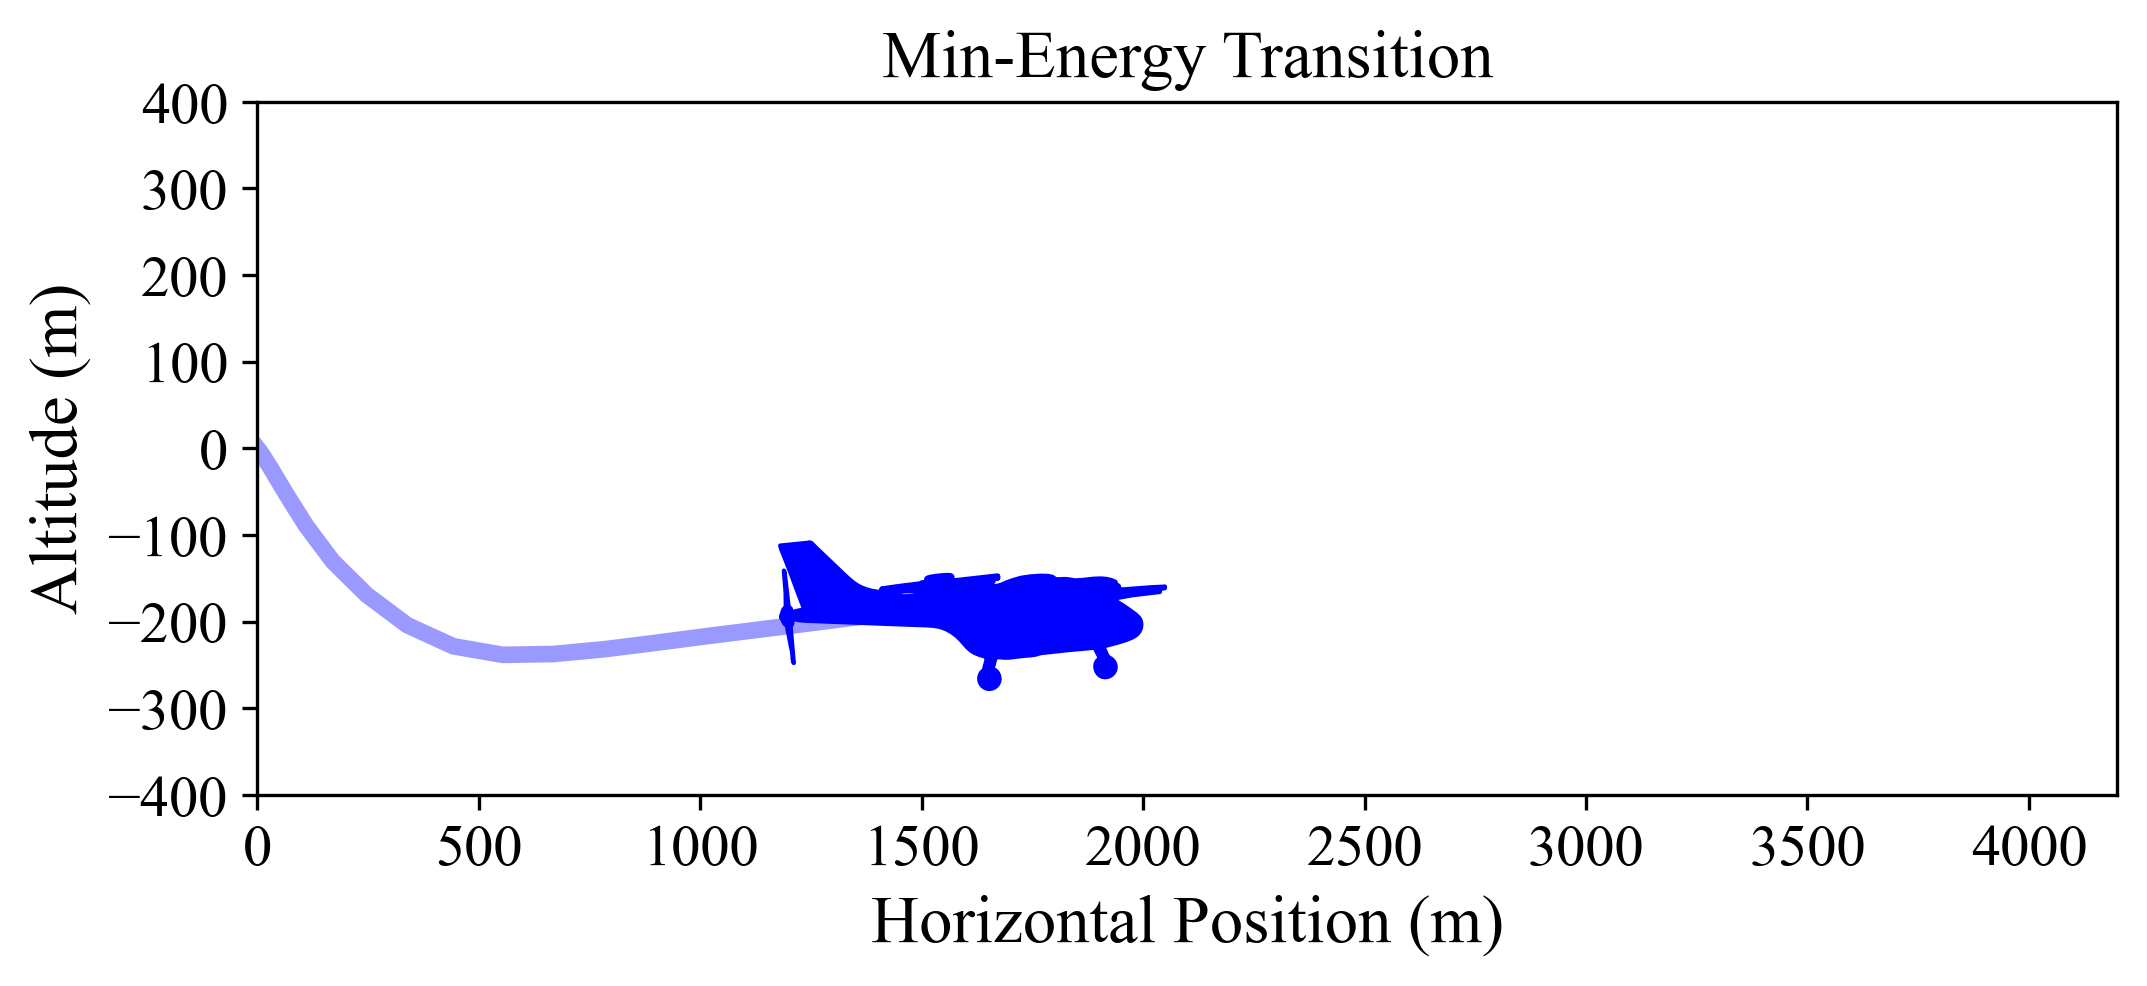 Min-Energy Transition
400
300
200
100
0
−100
−200
−300
−400
Altitude (m)
0 500 1000 1500 2000 2500 3000 3500 4000
Horizontal Position (m)